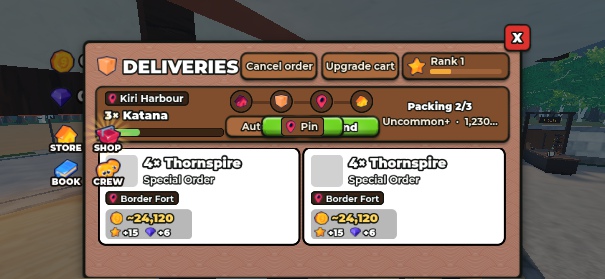 X
DELIVERIES
Cancel order
Upgrade cart
Rank 1
Kiri Harbour
3× Katana
Packing 2/3
Uncommon+ · 1,230...
Aut
Pin
nd
STORE
SHOP
BOOK
CREW
4× Thornspire
Special Order
Border Fort
~24,120
+15 +6
4× Thornspire
Special Order
Border Fort
~24,120
+15 +6